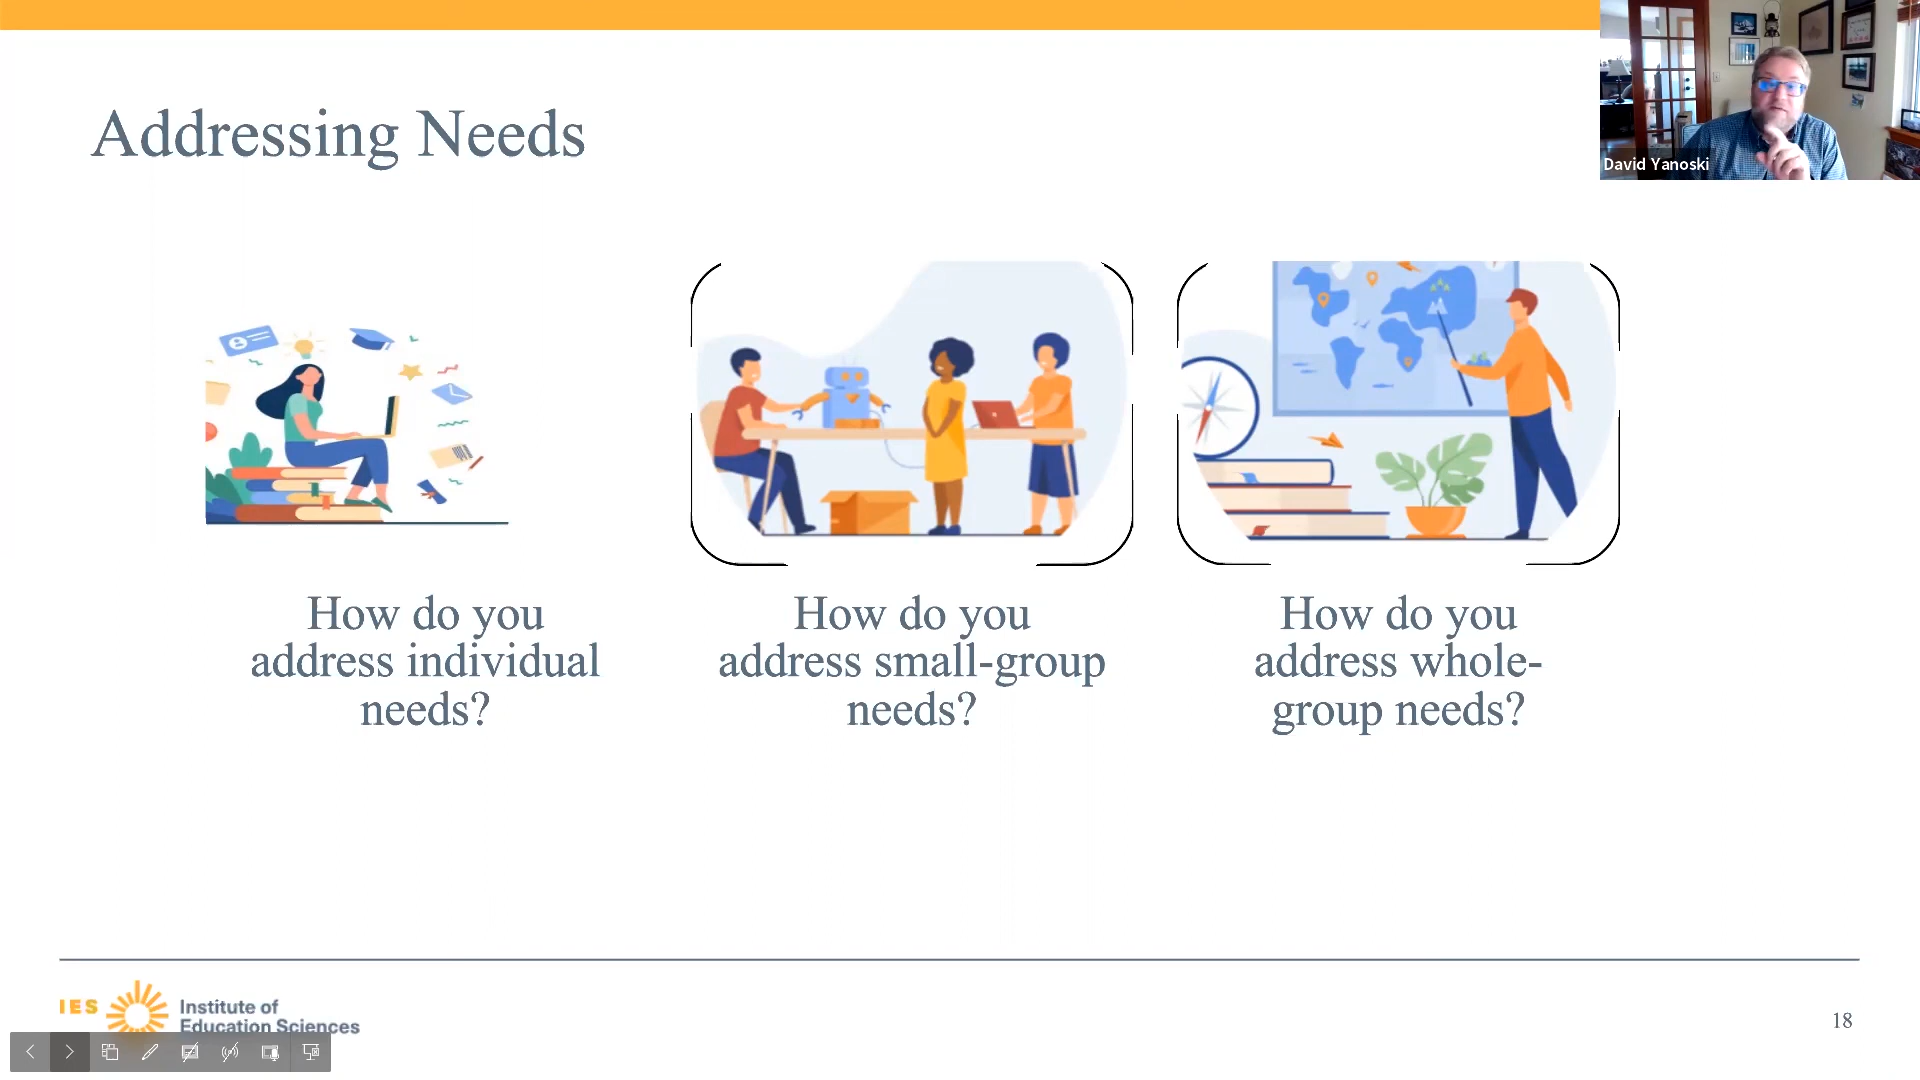 Addressing Needs
David Yanoski
How do you
address individual
needs?
How do you
address small-group
needs?
How do you
address whole-
group needs?
IES
Institute of
Education Sciences
18